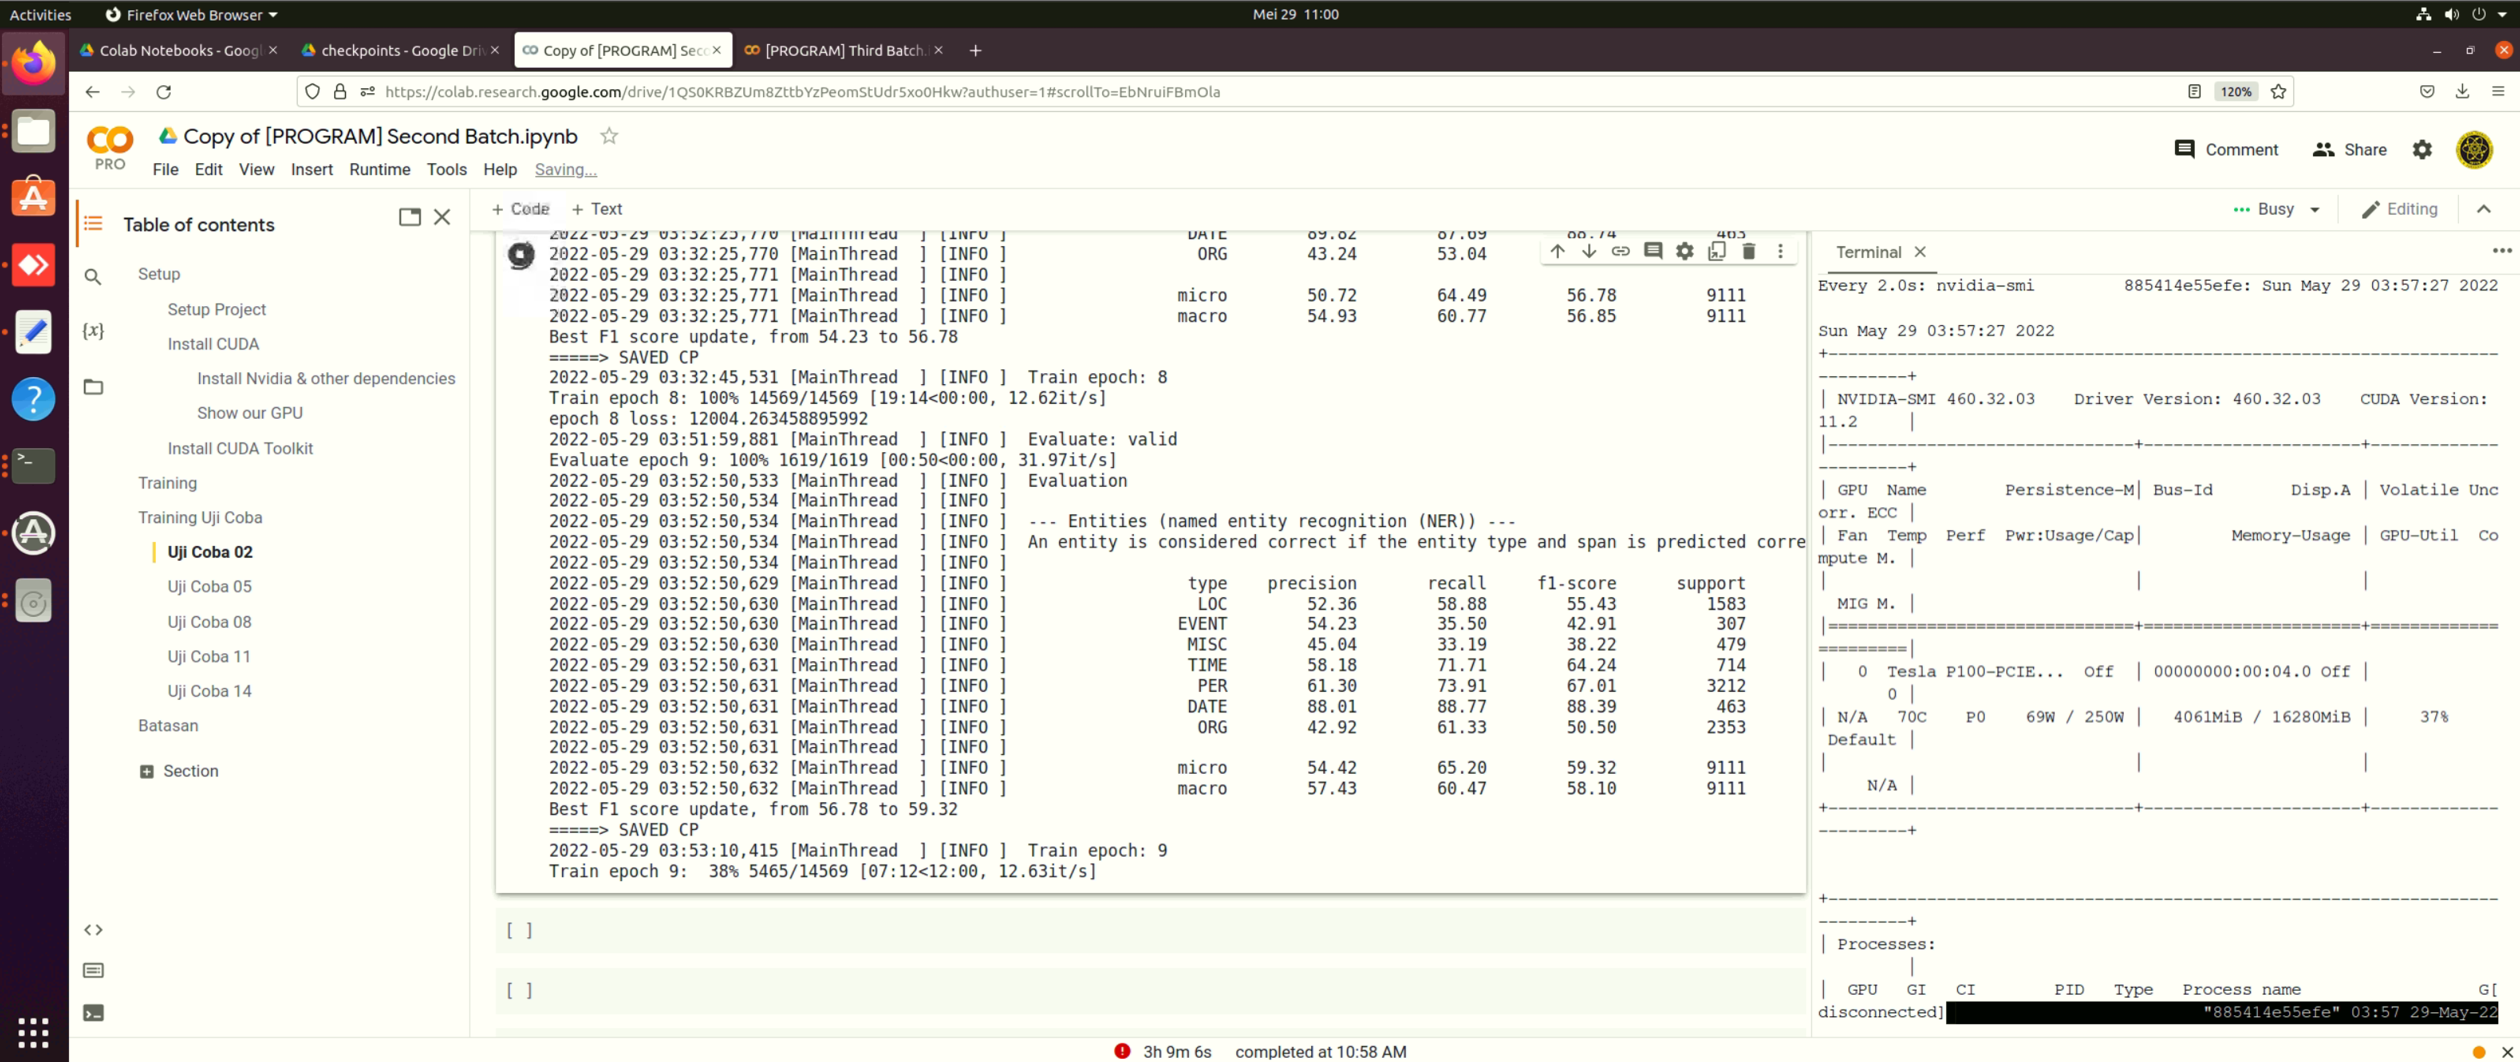 Activities Firefox Web Browser Mei 29 11:00
Colab Notebooks - Googl checkpoints - Google Driv Copy of [PROGRAM] Seco [PROGRAM] Third Batch.
https://colab.research.google.com/drive/1QS0KRBZUm8ZttbYzPeomStUdr5xo0Hkw?authuser=1#scrollTo=EbNruiFBmOla 120%
PRO
Copy of [PROGRAM] Second Batch.ipynb
File Edit View Insert Runtime Tools Help Saving...
Comment Share
Table of contents
Setup
Setup Project
Install CUDA
Install Nvidia & other dependencies
Show our GPU
Install CUDA Toolkit
Training
Training Uji Coba
Uji Coba 02
Uji Coba 05
Uji Coba 08
Uji Coba 11
Uji Coba 14
Batasan
Section
+ Code + Text
Busy Editing
2022-05-29 03:32:25,770 [MainThread ] [INFO ] DATE 89.82 87.69 88.74 463
2022-05-29 03:32:25,770 [MainThread ] [INFO ] ORG 43.24 53.04
2022-05-29 03:32:25,771 [MainThread ] [INFO ]
2022-05-29 03:32:25,771 [MainThread ] [INFO ] micro 50.72 64.49 56.78 9111
2022-05-29 03:32:25,771 [MainThread ] [INFO ] macro 54.93 60.77 56.85 9111
Best F1 score update, from 54.23 to 56.78
=====> SAVED CP
2022-05-29 03:32:45,531 [MainThread ] [INFO ] Train epoch: 8
Train epoch 8: 100% 14569/14569 [19:14<00:00, 12.62it/s]
epoch 8 loss: 12004.263458895992
2022-05-29 03:51:59,881 [MainThread ] [INFO ] Evaluate: valid
Evaluate epoch 9: 100% 1619/1619 [00:50<00:00, 31.97it/s]
2022-05-29 03:52:50,533 [MainThread ] [INFO ] Evaluation
2022-05-29 03:52:50,534 [MainThread ] [INFO ]
2022-05-29 03:52:50,534 [MainThread ] [INFO ] --- Entities (named entity recognition (NER)) ---
2022-05-29 03:52:50,534 [MainThread ] [INFO ] An entity is considered correct if the entity type and span is predicted corre
2022-05-29 03:52:50,534 [MainThread ] [INFO ]
2022-05-29 03:52:50,629 [MainThread ] [INFO ] type precision recall f1-score support
2022-05-29 03:52:50,630 [MainThread ] [INFO ] LOC 52.36 58.88 55.43 1583
2022-05-29 03:52:50,630 [MainThread ] [INFO ] EVENT 54.23 35.50 42.91 307
2022-05-29 03:52:50,630 [MainThread ] [INFO ] MISC 45.04 33.19 38.22 479
2022-05-29 03:52:50,631 [MainThread ] [INFO ] TIME 58.18 71.71 64.24 714
2022-05-29 03:52:50,631 [MainThread ] [INFO ] PER 61.30 73.91 67.01 3212
2022-05-29 03:52:50,631 [MainThread ] [INFO ] DATE 88.01 88.77 88.39 463
2022-05-29 03:52:50,631 [MainThread ] [INFO ] ORG 42.92 61.33 50.50 2353
2022-05-29 03:52:50,631 [MainThread ] [INFO ]
2022-05-29 03:52:50,632 [MainThread ] [INFO ] micro 54.42 65.20 59.32 9111
2022-05-29 03:52:50,632 [MainThread ] [INFO ] macro 57.43 60.47 58.10 9111
Best F1 score update, from 56.78 to 59.32
=====> SAVED CP
2022-05-29 03:53:10,415 [MainThread ] [INFO ] Train epoch: 9
Train epoch 9: 38% 5465/14569 [07:12<12:00, 12.63it/s]
[ ]
[ ]
Terminal
Every 2.0s: nvidia-smi 885414e55efe: Sun May 29 03:57:27 2022
Sun May 29 03:57:27 2022
| NVIDIA-SMI 460.32.03 Driver Version: 460.32.03 CUDA Version:
11.2 |
| GPU Name Persistence-M| Bus-Id Disp.A | Volatile Unc
orr. ECC |
| Fan Temp Perf Pwr:Usage/Cap| Memory-Usage | GPU-Util Co
mpute M. |
MIG M. |
| 0 Tesla P100-PCIE... Off | 00000000:00:04.0 Off |
0 |
| N/A 70C P0 69W / 250W | 4061MiB / 16280MiB | 37%
Default |
N/A |
| Processes:
| GPU GI CI PID Type Process name G[
disconnected] "885414e55efe" 03:57 29-May-22
3h 9m 6s completed at 10:58 AM